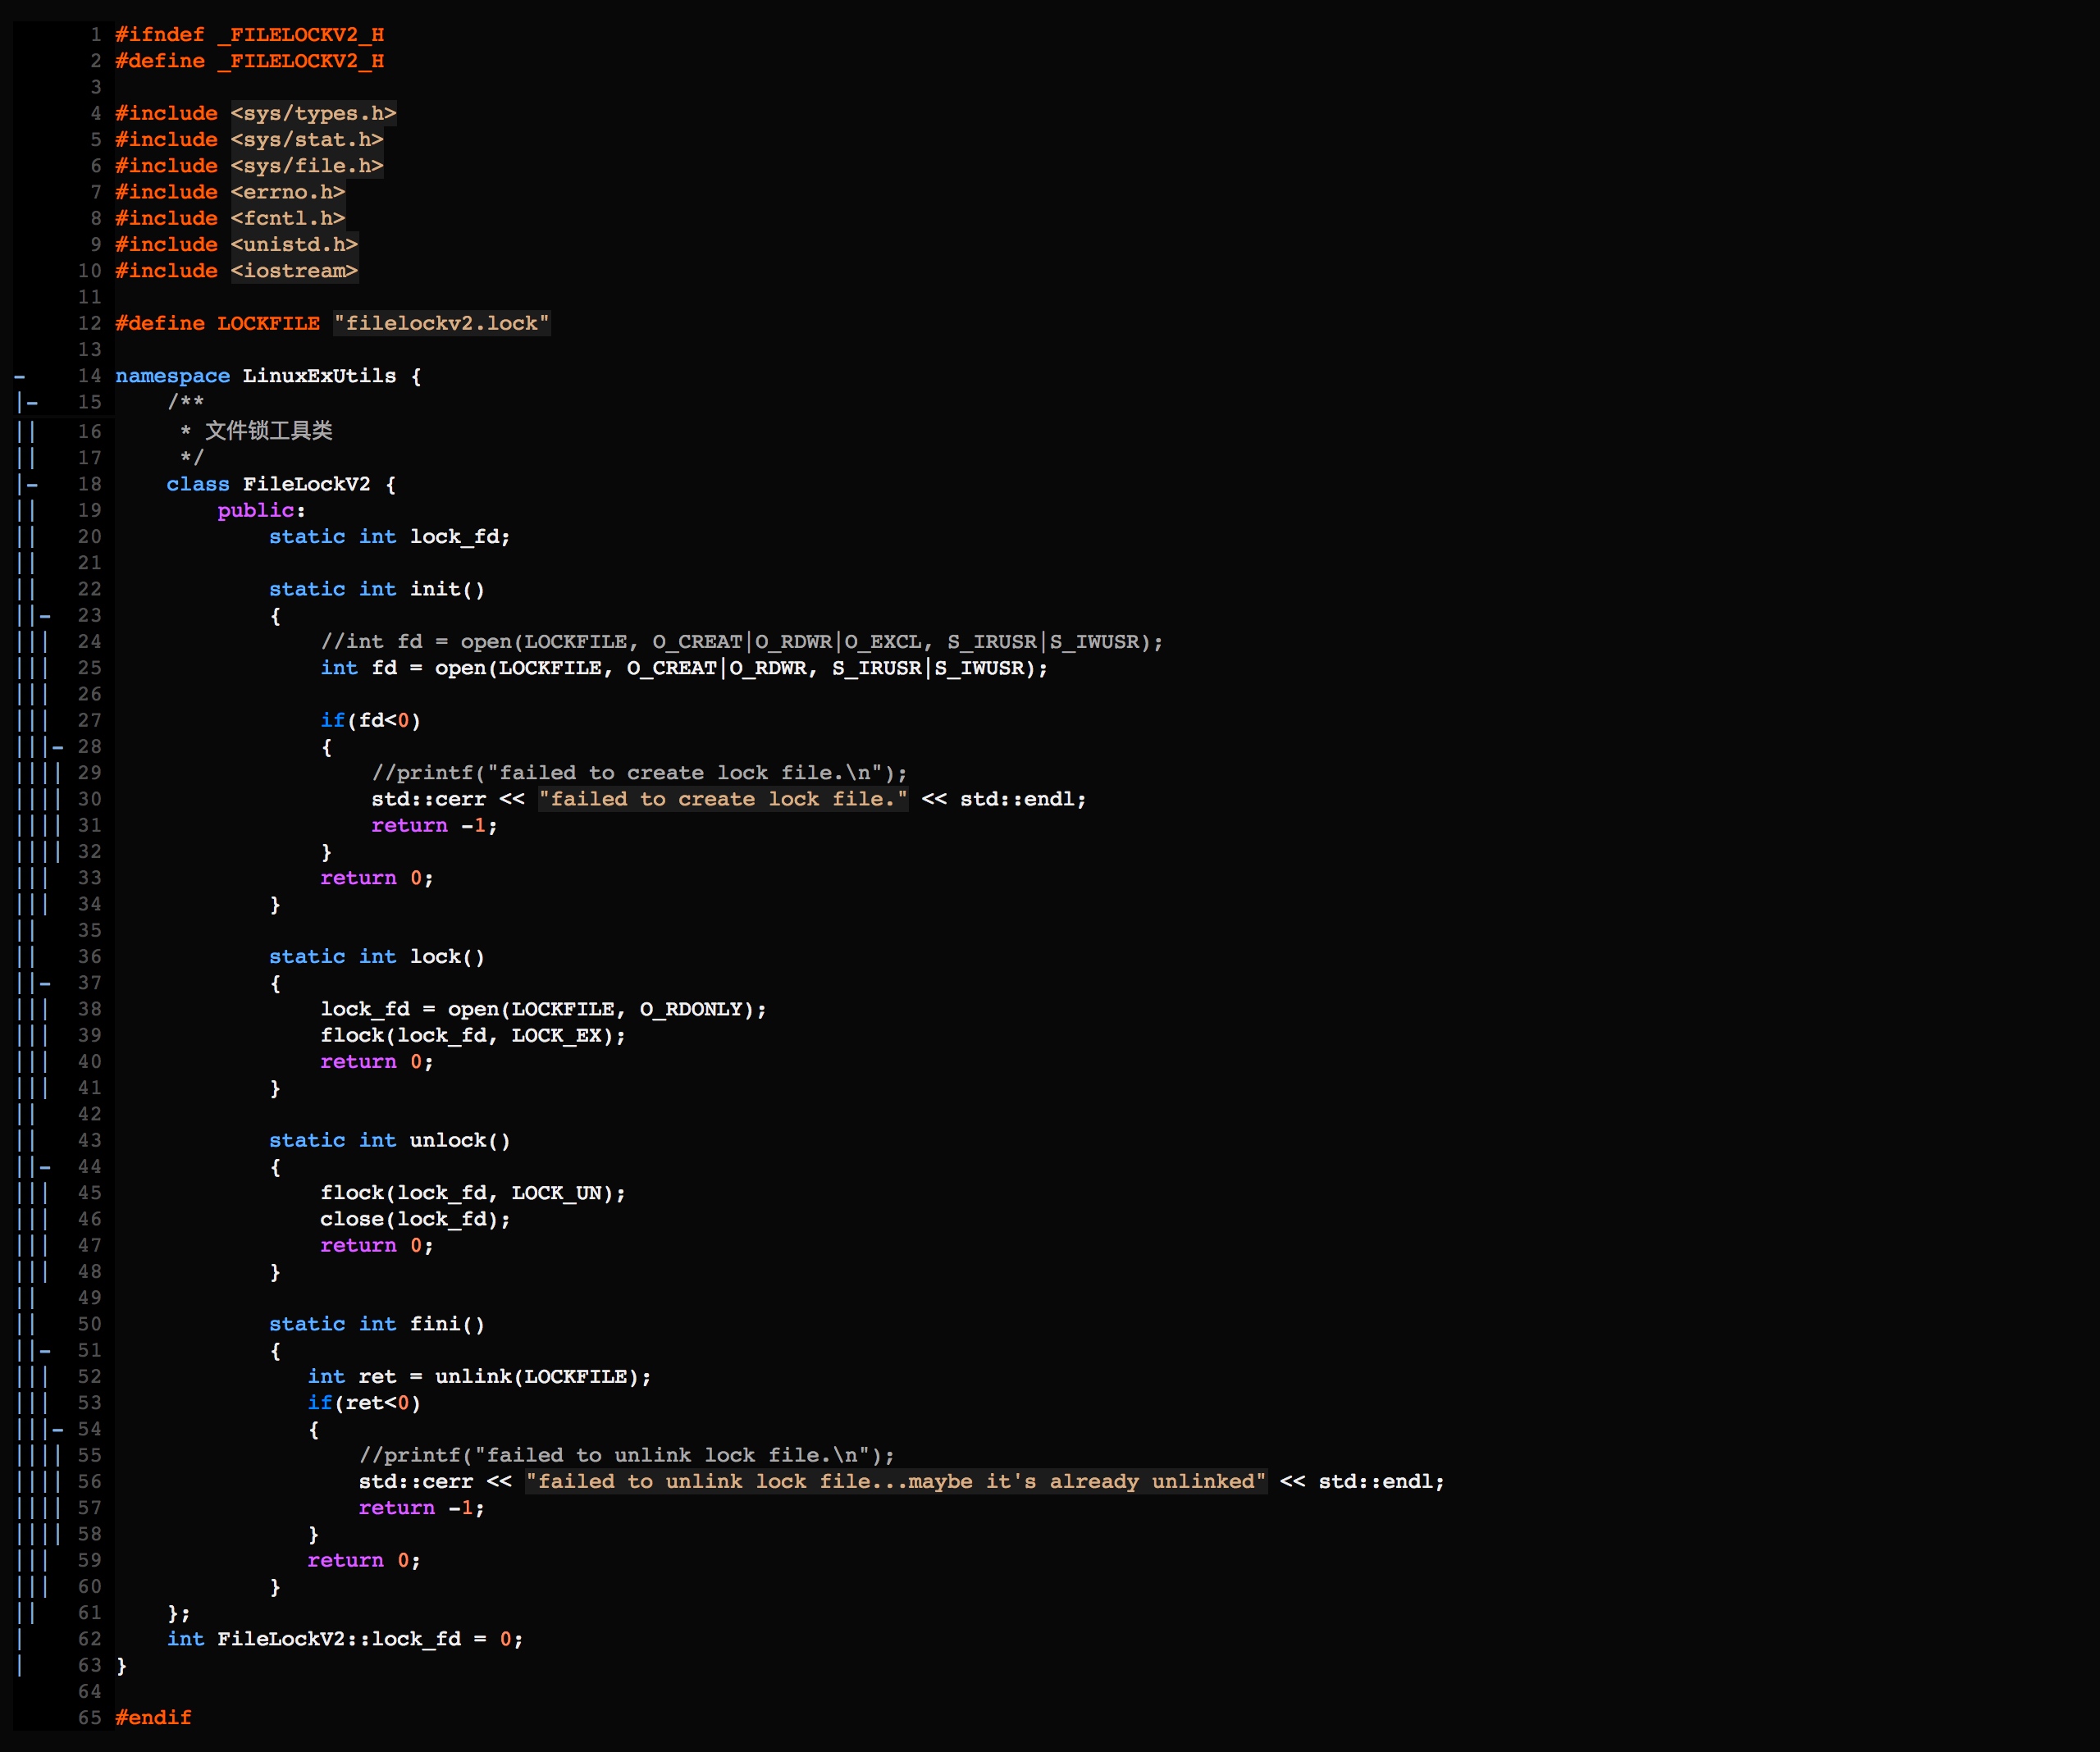 1 #ifndef _FILELOCKV2_H
2 #define _FILELOCKV2_H
3
4 #include <sys/types.h>
5 #include <sys/stat.h>
6 #include <sys/file.h>
7 #include <errno.h>
8 #include <fcntl.h>
9 #include <unistd.h>
10 #include <iostream>
11
12 #define LOCKFILE "filelockv2.lock"
13
- 14 namespace LinuxExUtils {
|- 15     /**
|| 16      * 文件锁工具类
|| 17      */
|- 18     class FileLockV2 {
|| 19         public:
|| 20             static int lock_fd;
|| 21
|| 22             static int init()
||- 23             {
||| 24                 //int fd = open(LOCKFILE, O_CREAT|O_RDWR|O_EXCL, S_IRUSR|S_IWUSR);
||| 25                 int fd = open(LOCKFILE, O_CREAT|O_RDWR, S_IRUSR|S_IWUSR);
||| 26
||| 27                 if(fd<0)
|||- 28                 {
|||| 29                     //printf("failed to create lock file.\n");
|||| 30                     std::cerr << "failed to create lock file." << std::endl;
|||| 31                     return -1;
|||| 32                 }
||| 33                 return 0;
||| 34             }
|| 35
|| 36             static int lock()
||- 37             {
||| 38                 lock_fd = open(LOCKFILE, O_RDONLY);
||| 39                 flock(lock_fd, LOCK_EX);
||| 40                 return 0;
||| 41             }
|| 42
|| 43             static int unlock()
||- 44             {
||| 45                 flock(lock_fd, LOCK_UN);
||| 46                 close(lock_fd);
||| 47                 return 0;
||| 48             }
|| 49
|| 50             static int fini()
||- 51             {
||| 52                int ret = unlink(LOCKFILE);
||| 53                if(ret<0)
|||- 54                {
|||| 55                    //printf("failed to unlink lock file.\n");
|||| 56                    std::cerr << "failed to unlink lock file...maybe it's already unlinked" << std::endl;
|||| 57                    return -1;
|||| 58                }
||| 59                return 0;
||| 60             }
|| 61     };
| 62     int FileLockV2::lock_fd = 0;
| 63 }
64
65 #endif